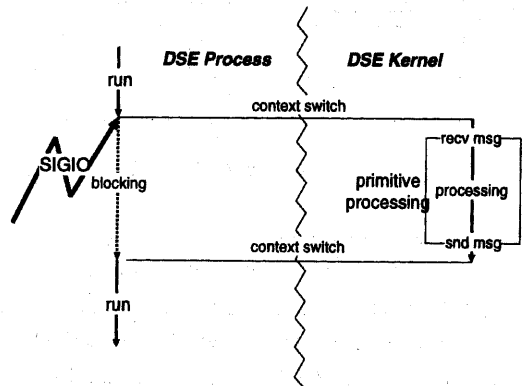 DSE Process
DSE Kernel
run
context switch
SIGIO
blocking
recv msg
primitive
processing
processing
snd msg
context switch
run